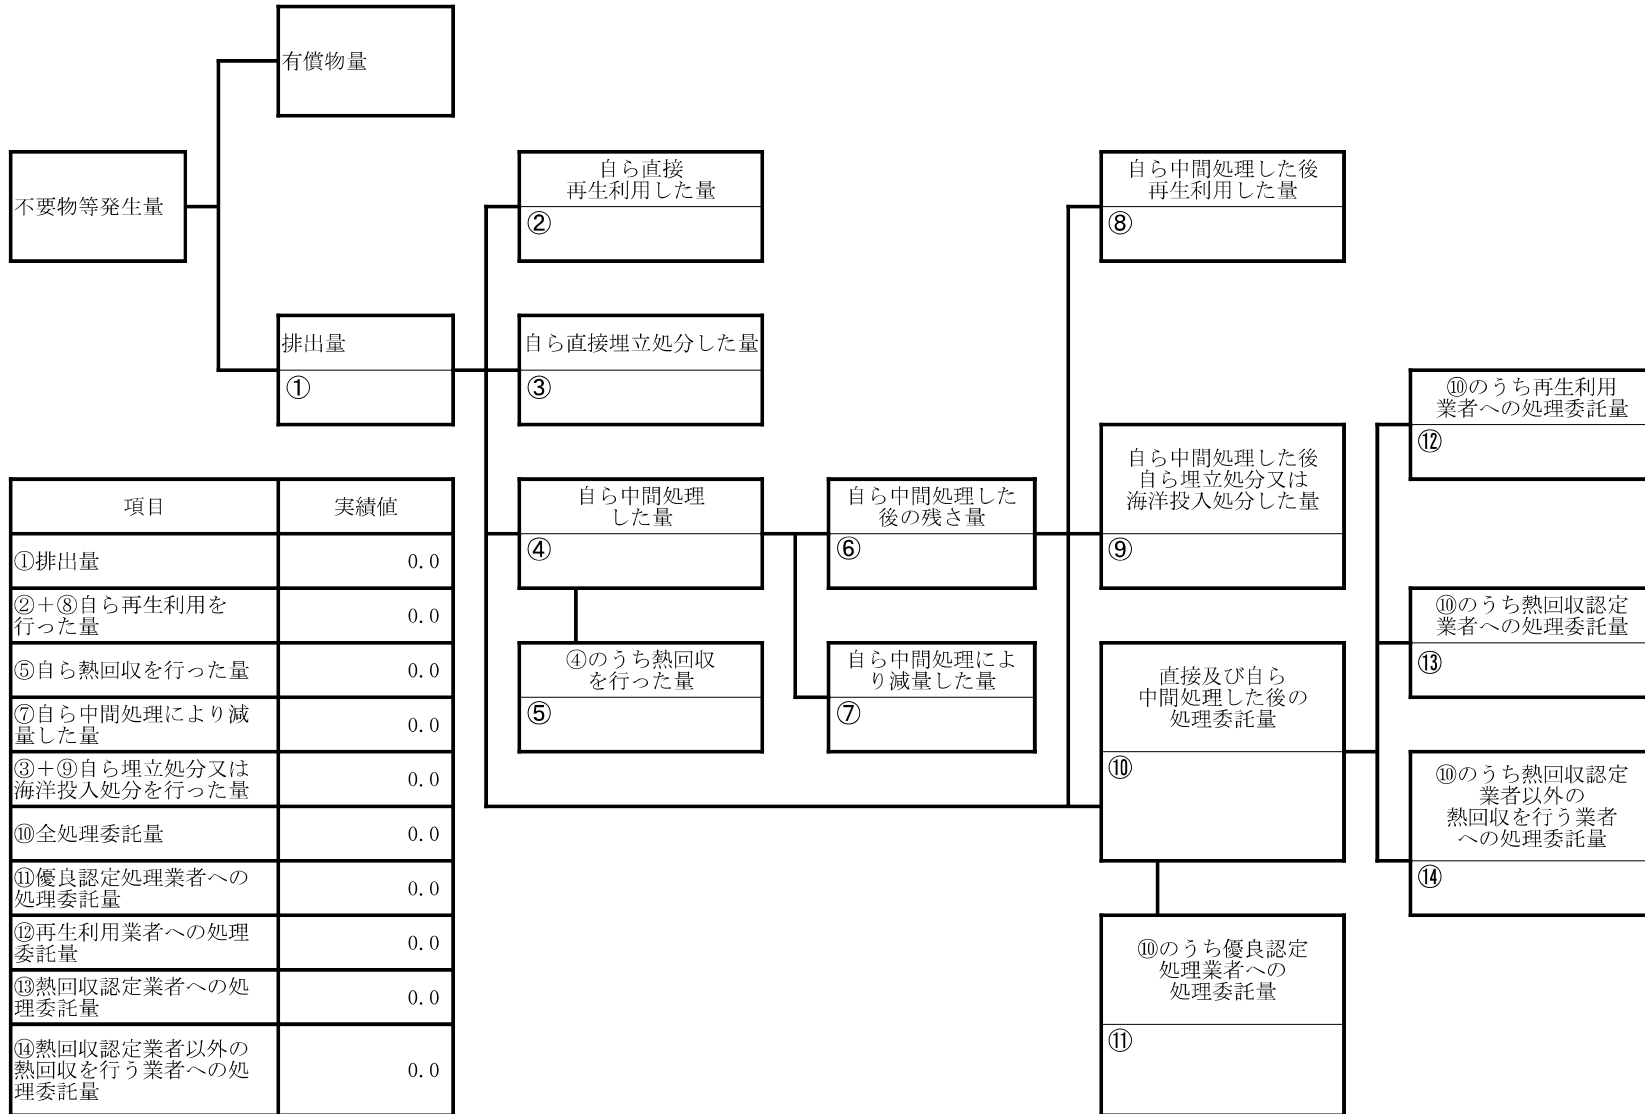 有償物量
不要物等発生量
自ら直接
再生利用した量
②
自ら中間処理した後
再生利用した量
⑧
排出量
①
自ら直接埋立処分した量
③
⑩のうち再生利用
業者への処理委託量
⑫
自ら中間処理
した量
④
自ら中間処理した
後の残さ量
⑥
自ら中間処理した後
自ら埋立処分又は
海洋投入処分した量
⑨
④のうち熱回収
を行った量
⑤
自ら中間処理によ
り減量した量
⑦
直接及び自ら
中間処理した後の
処理委託量
⑩
⑩のうち熱回収認定
業者への処理委託量
⑬
⑩のうち熱回収認定
業者以外の
熱回収を行う業者
への処理委託量
⑭
⑩のうち優良認定
処理業者への
処理委託量
⑪
項目 実績値
①排出量 0.0
②+⑧自ら再生利用を
行った量 0.0
⑤自ら熱回収を行った量 0.0
⑦自ら中間処理により減
量した量 0.0
③+⑨自ら埋立処分又は
海洋投入処分を行った量 0.0
⑩全処理委託量 0.0
⑪優良認定処理業者への
処理委託量 0.0
⑫再生利用業者への処理
委託量 0.0
⑬熱回収認定業者への処
理委託量 0.0
⑭熱回収認定業者以外の
熱回収を行う業者への処
理委託量 0.0